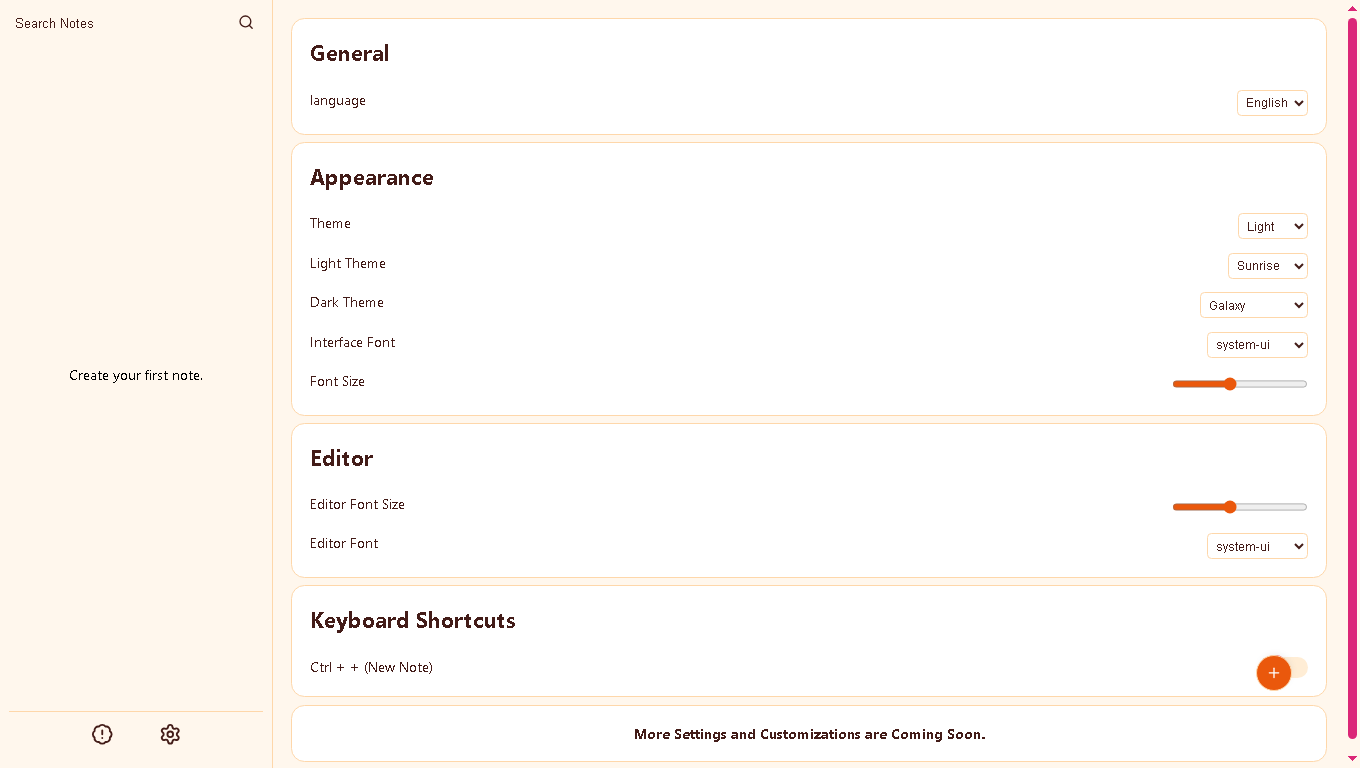 Search Notes
Create your first note.
General
language
English
Appearance
Theme
Light
Light Theme
Sunrise
Dark Theme
Galaxy
Interface Font
system-ui
Font Size
Editor
Editor Font Size
Editor Font
system-ui
Keyboard Shortcuts
Ctrl + + (New Note)
+
More Settings and Customizations are Coming Soon.